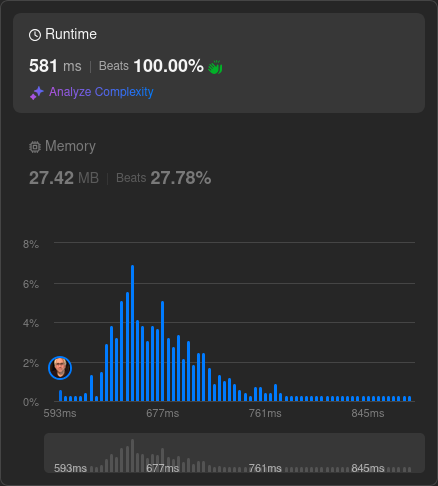 Runtime
581 ms | Beats 100.00%
Analyze Complexity
Memory
27.42 MB | Beats 27.78%
8%
6%
4%
2%
0%
593ms 677ms 761ms 845ms
593ms 677ms 761ms 845ms